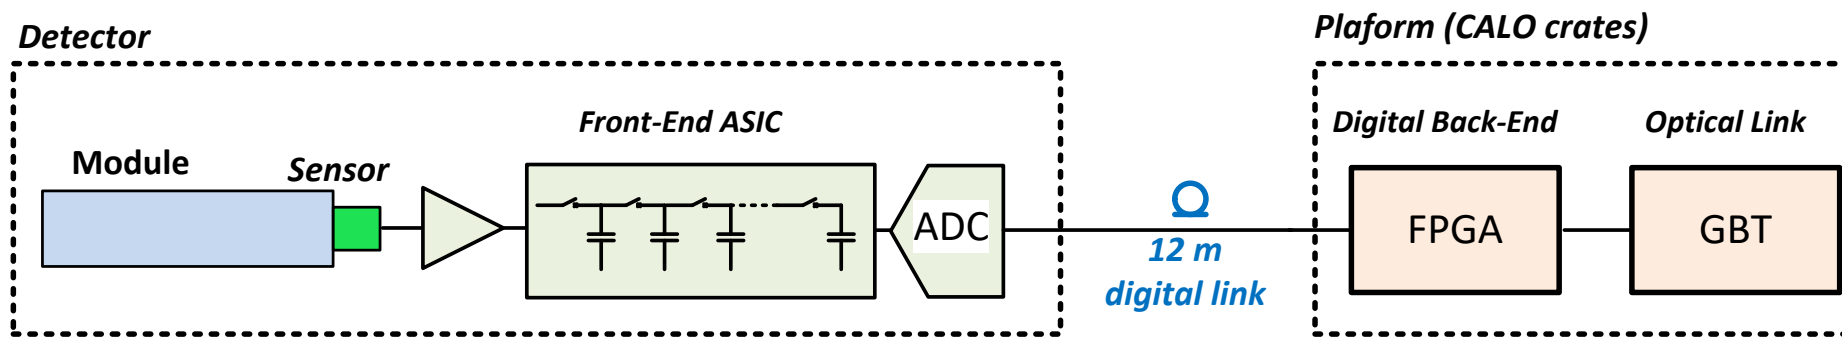 Detector
Plaform (CALO crates)
Front-End ASIC
Digital Back-End
Optical Link
Module
Sensor
ADC
12 m
digital link
FPGA
GBT